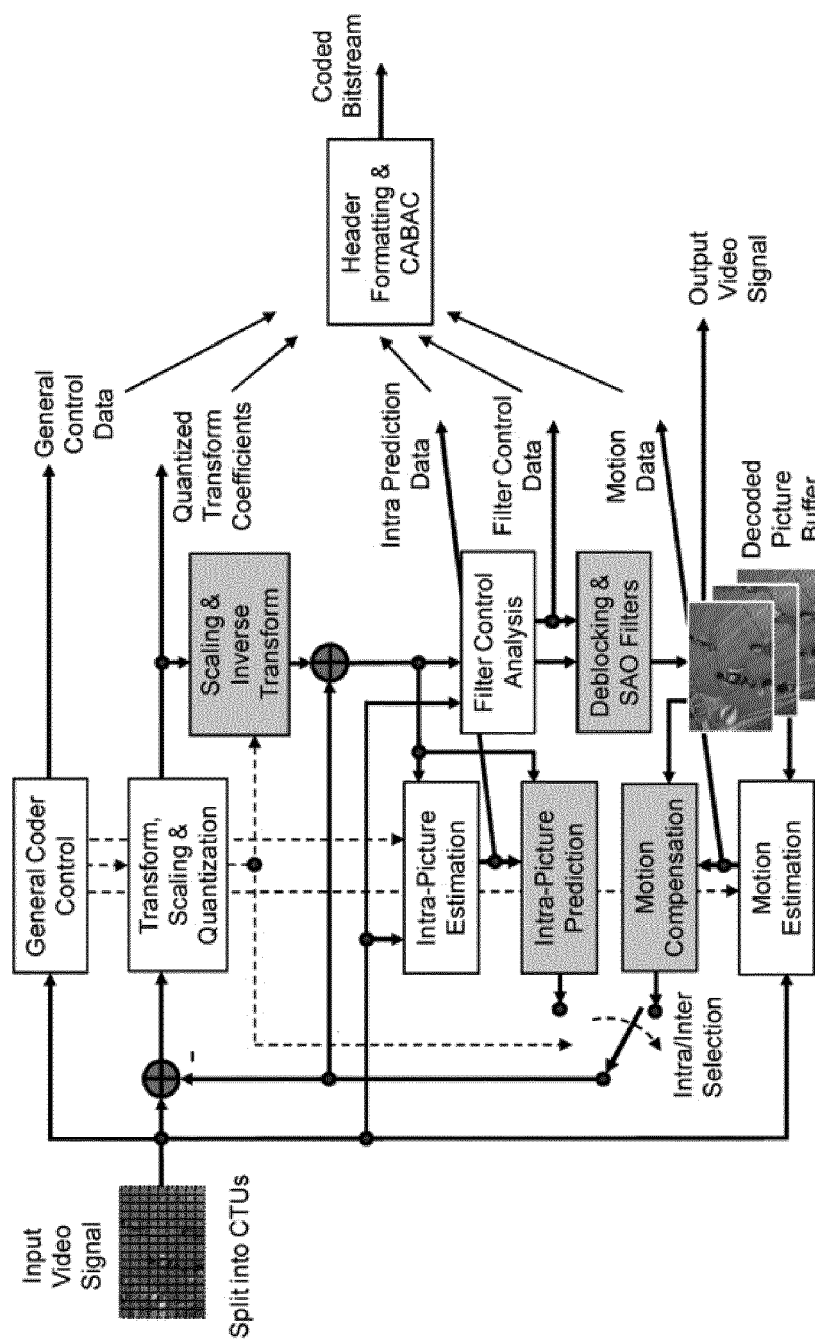 Input
Video
Signal
Split into CTUs
General Coder
Control
Transform,
Scaling &
Quantization
-
Scaling &
Inverse
Transform
General
Control
Data
Quantized
Transform
Coefficients
Intra-Picture
Estimation
Intra-Picture
Prediction
Motion
Compensation
Motion
Estimation
Intra/Inter
Selection
Filter Control
Analysis
Deblocking &
SAO Filters
Intra Prediction
Data
Filter Control
Data
Motion
Data
Decoded
Picture
Buffer
Output
Video
Signal
Header
Formatting &
CABAC
Coded
Bitstream